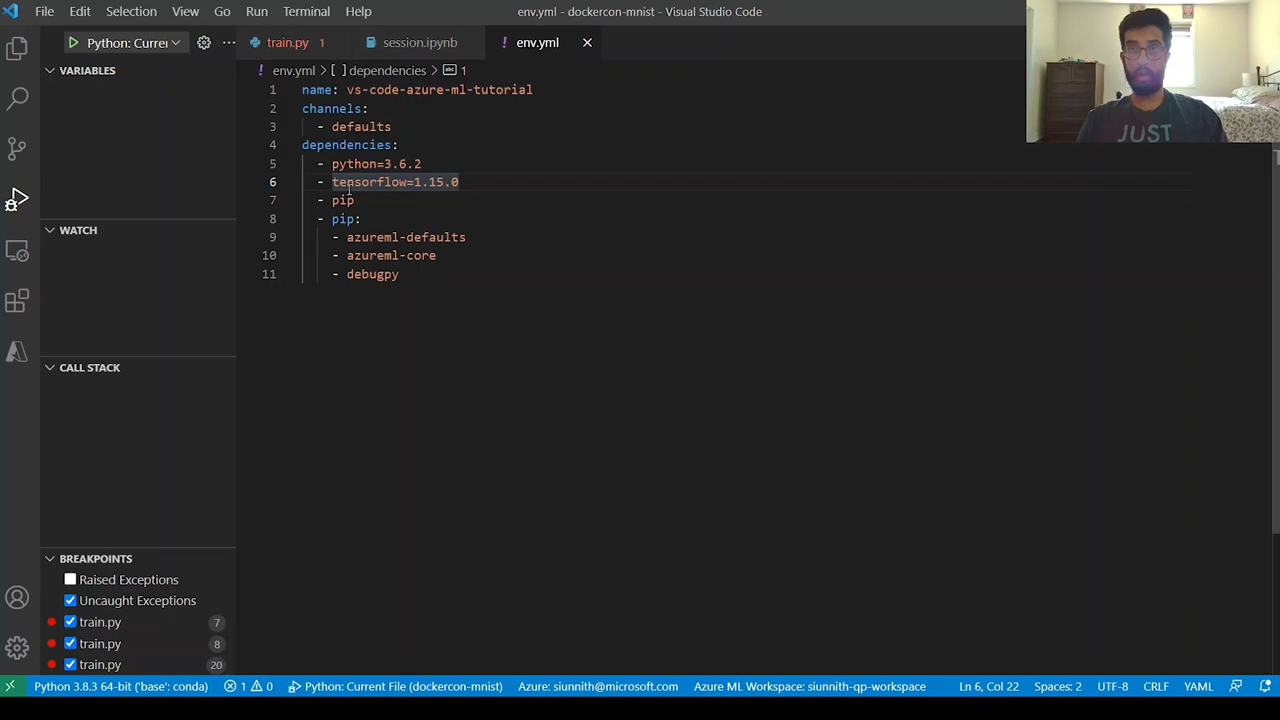 File Edit Selection View Go Run Terminal Help env.yml - dockercon-mnist - Visual Studio Code
Python: Curre ··· train.py 1 session.ipynb ! env.yml
VARIABLES
! env.yml > [ ] dependencies > abc 1
1 name: vs-code-azure-ml-tutorial
2 channels:
3 - defaults
4 dependencies:
5 - python=3.6.2
6 - tensorflow=1.15.0
7 - pip
8 - pip:
9 - azureml-defaults
10 - azureml-core
11 - debugpy
WATCH
CALL STACK
BREAKPOINTS
Raised Exceptions
Uncaught Exceptions
train.py 7
train.py 8
train.py 20
JUST
Python 3.8.3 64-bit ('base': conda) 1 0 Python: Current File (dockercon-mnist) Azure: siunnith@microsoft.com Azure ML Workspace: siunnith-qp-workspace Ln 6, Col 22 Spaces: 2 UTF-8 CRLF YAML